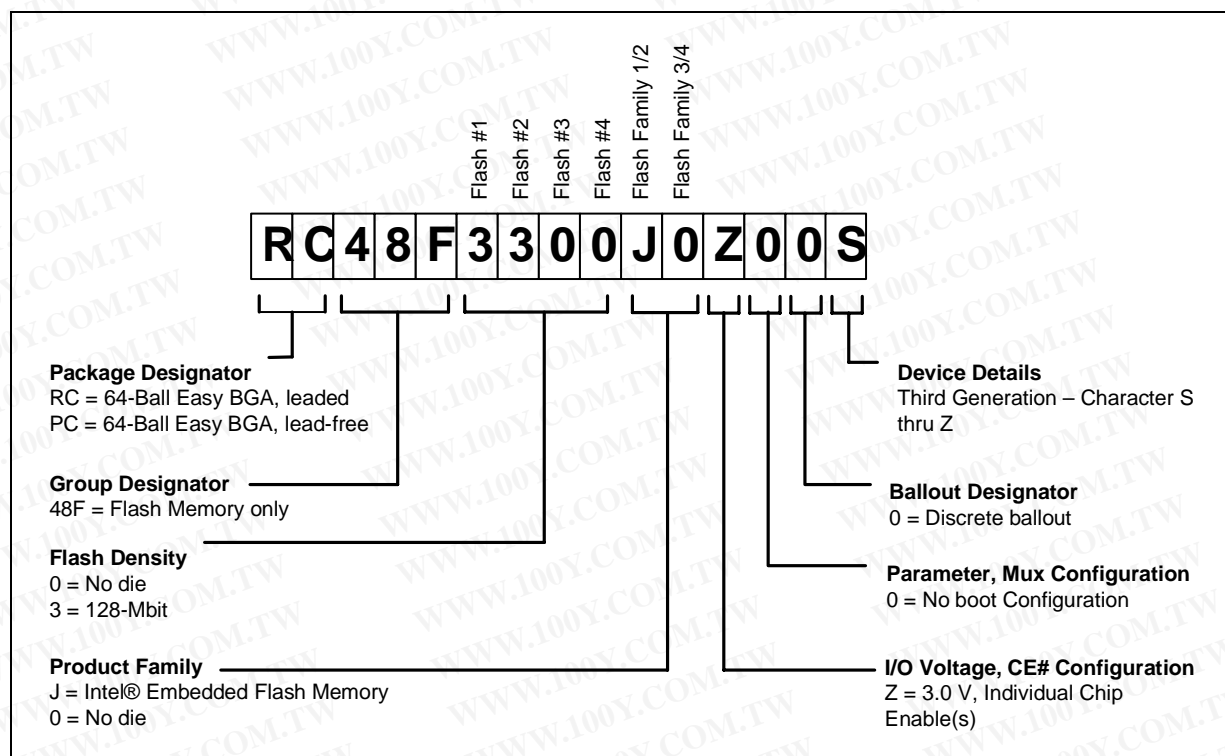 Flash #1
Flash #2
Flash #3
Flash #4
Flash Family 1/2
Flash Family 3/4
RC48F3300J0Z00S
Package Designator
RC = 64-Ball Easy BGA, leaded
PC = 64-Ball Easy BGA, lead-free
Group Designator
48F = Flash Memory only
Flash Density
0 = No die
3 = 128-Mbit
Product Family
J = Intel® Embedded Flash Memory
0 = No die
Device Details
Third Generation – Character S
thru Z
Ballout Designator
0 = Discrete ballout
Parameter, Mux Configuration
0 = No boot Configuration
I/O Voltage, CE# Configuration
Z = 3.0 V, Individual Chip
Enable(s)
WWW.100Y.COM.TW